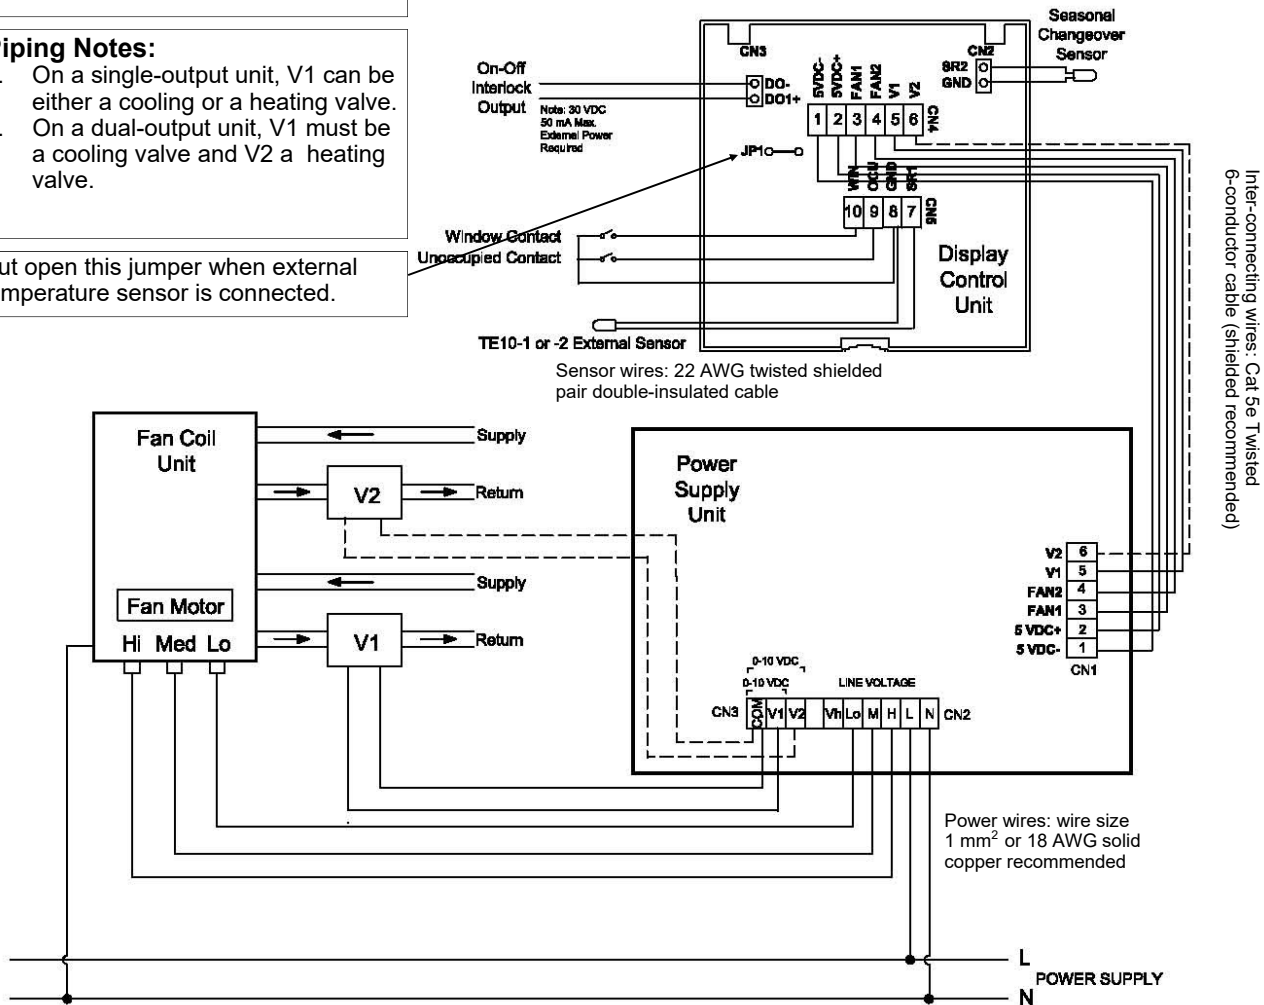 iping Notes:
. On a single-output unit, V1 can be
either a cooling or a heating valve.
. On a dual-output unit, V1 must be
a cooling valve and V2 a heating
valve.
ut open this jumper when external
mperature sensor is connected.
Seasonal
Changeover
Sensor
CN3
CN2
SR2
GND
On-Off
Interlock
Output
DO-
DO1+
Note: 30 VDC
50 mA Max.
External Power
Required
5VDC- 5VDC+ FAN1 FAN2 V1 V2
1 2 3 4 5 6
CN4
JP1
WIN OCU GND SR1
10 9 8 7
CN5
Window Contact
Unoccupied Contact
Display
Control
Unit
TE10-1 or -2 External Sensor
Sensor wires: 22 AWG twisted shielded
pair double-insulated cable
Inter-connecting wires: Cat 5e Twisted
6-conductor cable (shielded recommended)
Fan Coil
Unit
Supply
V2
Return
Supply
Fan Motor
Hi Med Lo
V1
Return
Power
Supply
Unit
V2 6
V1 5
FAN2 4
FAN1 3
5 VDC+ 2
5 VDC- 1
CN1
0-10 VDC
0-10 VDC
LINE VOLTAGE
CN3 COM V1 V2 Vh Lo M H L N CN2
Power wires: wire size
1 mm² or 18 AWG solid
copper recommended
L
POWER SUPPLY
N